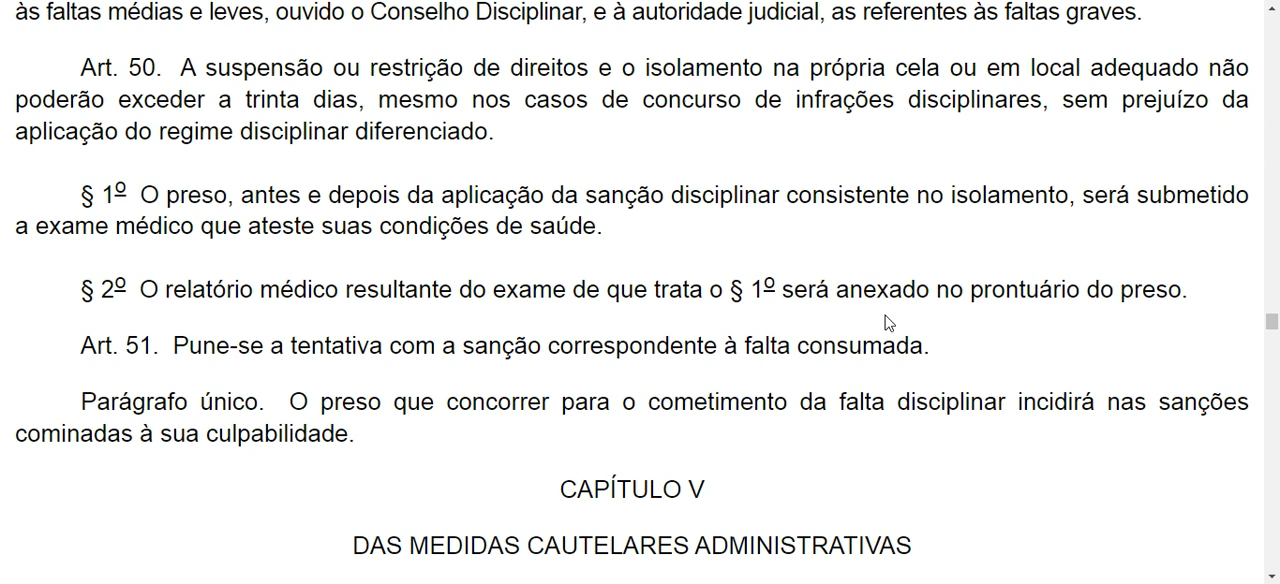 às faltas médias e leves, ouvido o Conselho Disciplinar, e à autoridade judicial, as referentes às faltas graves.
Art. 50.  A suspensão ou restrição de direitos e o isolamento na própria cela ou em local adequado não
poderão exceder a trinta dias, mesmo nos casos de concurso de infrações disciplinares, sem prejuízo da
aplicação do regime disciplinar diferenciado.
§ 1º  O preso, antes e depois da aplicação da sanção disciplinar consistente no isolamento, será submetido
a exame médico que ateste suas condições de saúde.
§ 2º  O relatório médico resultante do exame de que trata o § 1º será anexado no prontuário do preso.
Art. 51.  Pune-se a tentativa com a sanção correspondente à falta consumada.
Parágrafo único.  O preso que concorrer para o cometimento da falta disciplinar incidirá nas sanções
cominadas à sua culpabilidade.
CAPÍTULO V
DAS MEDIDAS CAUTELARES ADMINISTRATIVAS